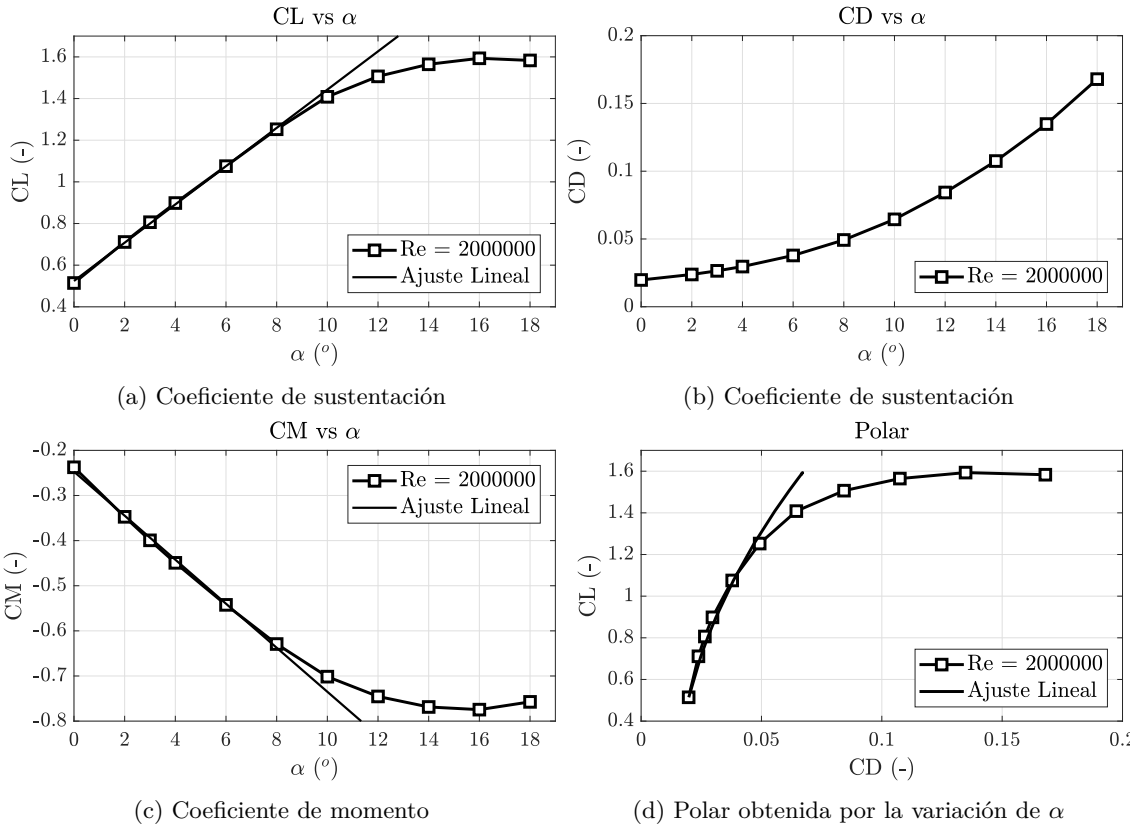 CL vs α
CL (-)
1.6
1.4
1.2
1
0.8
0.6
0.4
0 2 4 6 8 10 12 14 16 18
α (º)
Re = 2000000
Ajuste Lineal
(a) Coeficiente de sustentación
CD vs α
CD (-)
0.2
0.15
0.1
0.05
0
0 2 4 6 8 10 12 14 16 18
α (º)
Re = 2000000
(b) Coeficiente de sustentación
CM vs α
CM (-)
-0.2
-0.3
-0.4
-0.5
-0.6
-0.7
-0.8
0 2 4 6 8 10 12 14 16 18
α (º)
Re = 2000000
Ajuste Lineal
(c) Coeficiente de momento
Polar
CL (-)
1.6
1.4
1.2
1
0.8
0.6
0.4
0 0.05 0.1 0.15 0.2
CD (-)
Re = 2000000
Ajuste Lineal
(d) Polar obtenida por la variación de α